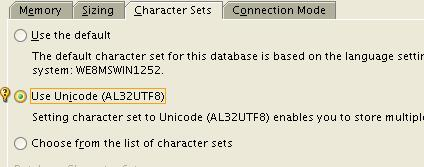 Memory Sizing Character Sets Connection Mode
Use the default
The default character set for this database is based on the language
system: WE8MSWIN1252.
Use Unicode (AL32UTF8)
Setting character set to Unicode (AL32UTF8) enables you to store
Choose from the list of character sets